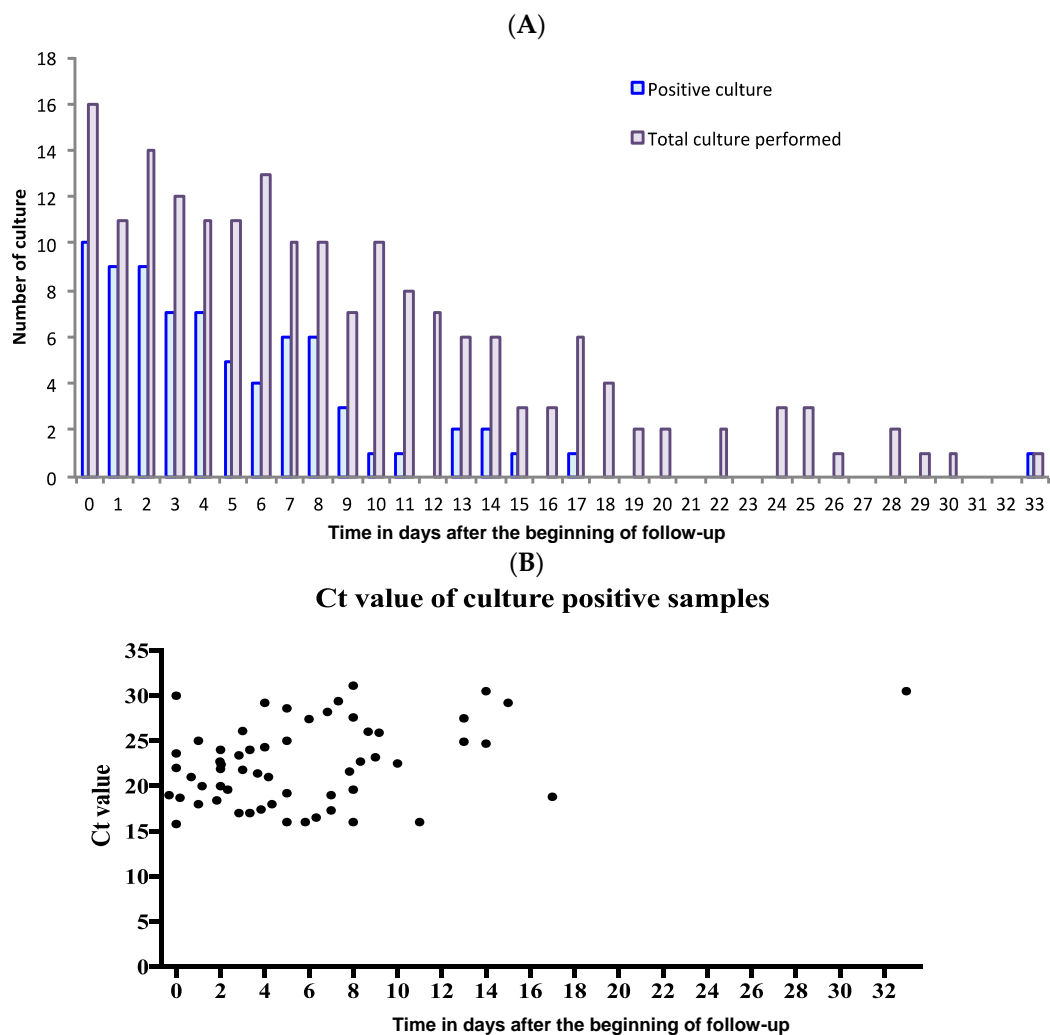 (A)
18
16
14
12
10
8
6
4
2
0
Number of culture
Positive culture
Total culture performed
0 1 2 3 4 5 6 7 8 9 10 11 12 13 14 15 16 17 18 19 20 21 22 23 24 25 26 27 28 29 30 31 32 33
Time in days after the beginning of follow-up
(B)
Ct value of culture positive samples
35
30
25
20
15
10
5
0
Ct value
0 2 4 6 8 10 12 14 16 18 20 22 24 26 28 30 32
Time in days after the beginning of follow-up